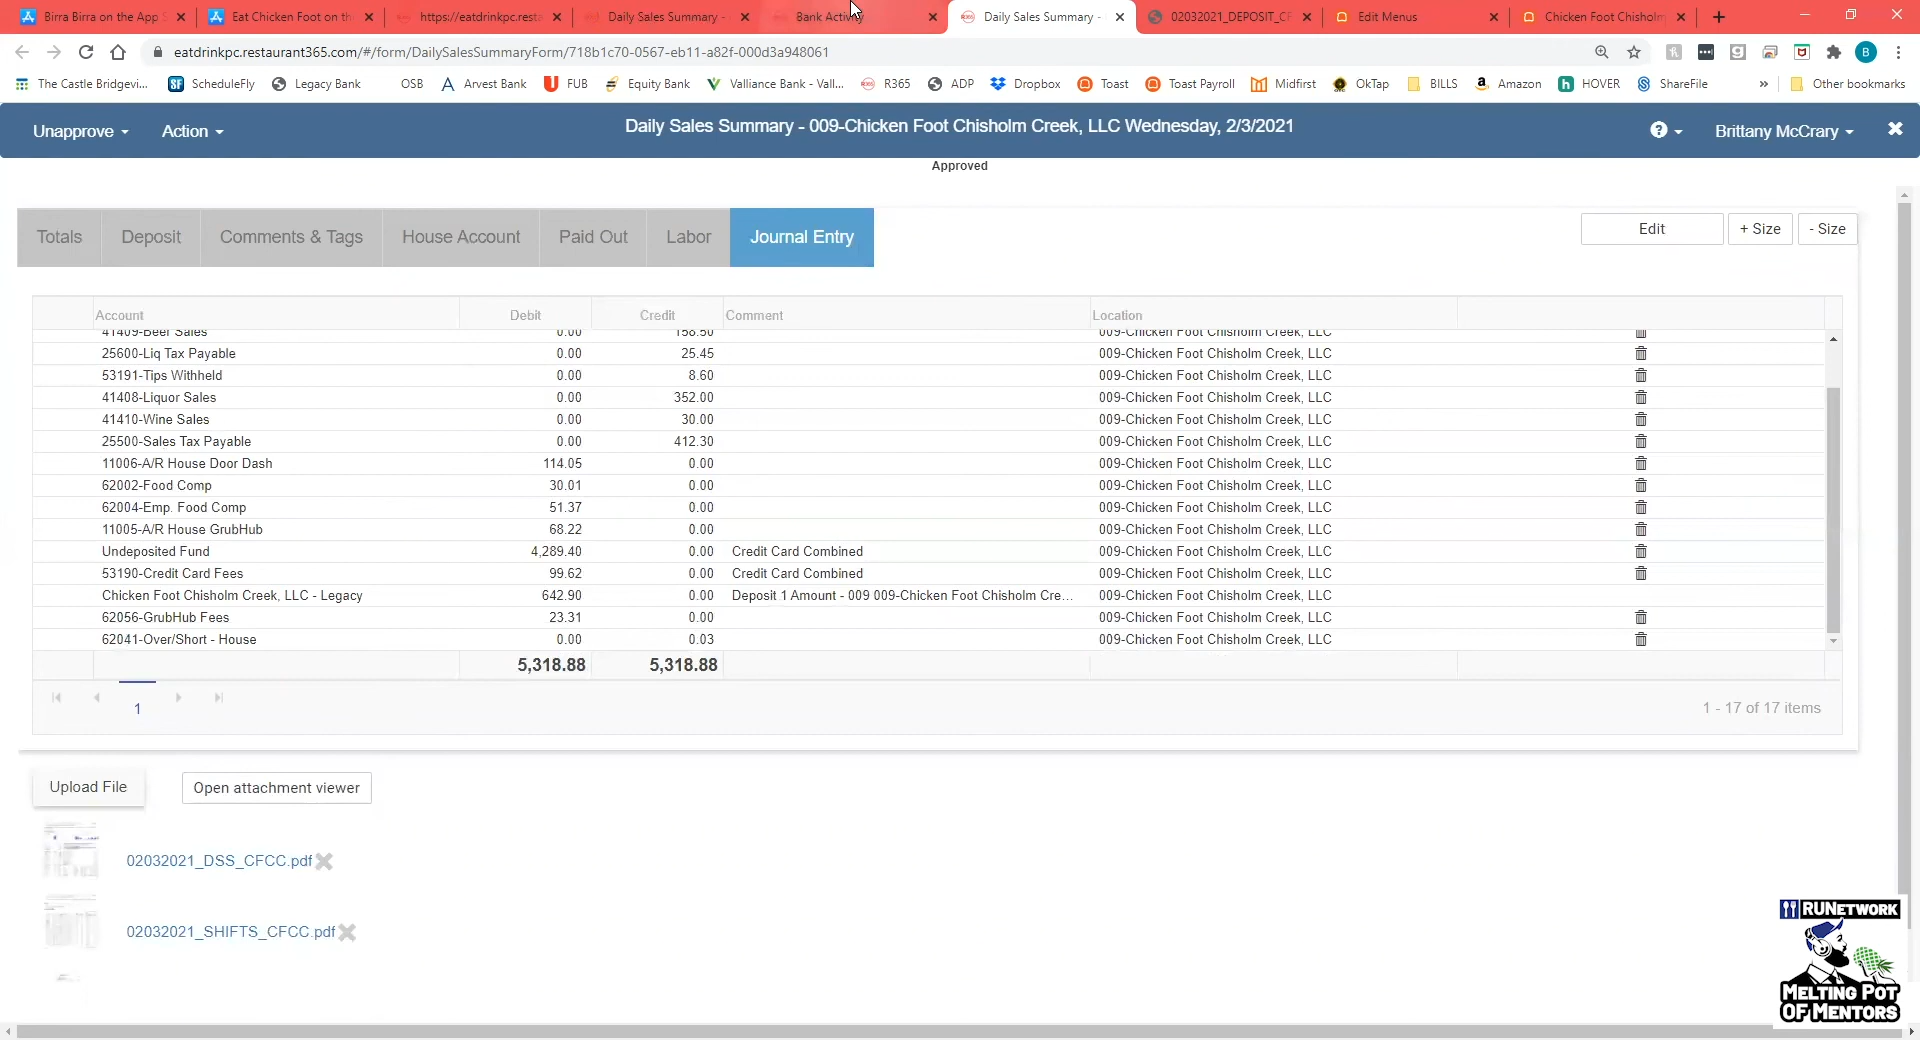 Birra Birra on the App S
Eat Chicken Foot on th
https://eatdrinkpc.resta
Daily Sales Summary -
Bank Activity
Daily Sales Summary -
02032021_DEPOSIT_CF
Edit Menus
Chicken Foot Chisholm
eatdrinkpc.restaurant365.com/#/form/DailySalesSummaryForm/718b1c70-0567-eb11-a82f-000d3a948061
B
The Castle Bridgevi...
ScheduleFly
Legacy Bank
OSB
Arvest Bank
FUB
Equity Bank
Valliance Bank - Vall...
R365
ADP
Dropbox
Toast
Toast Payroll
Midfirst
OkTap
BILLS
Amazon
HOVER
ShareFile
»
Other bookmarks
Unapprove
Action
Daily Sales Summary - 009-Chicken Foot Chisholm Creek, LLC Wednesday, 2/3/2021
Brittany McCrary
Approved
Totals
Deposit
Comments & Tags
House Account
Paid Out
Labor
Journal Entry
Edit
+ Size
- Size
Account Debit Credit Comment Location
41409-Beer Sales 0.00 158.50 009-Chicken Foot Chisholm Creek, LLC
25600-Liq Tax Payable 0.00 25.45 009-Chicken Foot Chisholm Creek, LLC
53191-Tips Withheld 0.00 8.60 009-Chicken Foot Chisholm Creek, LLC
41408-Liquor Sales 0.00 352.00 009-Chicken Foot Chisholm Creek, LLC
41410-Wine Sales 0.00 30.00 009-Chicken Foot Chisholm Creek, LLC
25500-Sales Tax Payable 0.00 412.30 009-Chicken Foot Chisholm Creek, LLC
11006-A/R House Door Dash 114.05 0.00 009-Chicken Foot Chisholm Creek, LLC
62002-Food Comp 30.01 0.00 009-Chicken Foot Chisholm Creek, LLC
62004-Emp. Food Comp 51.37 0.00 009-Chicken Foot Chisholm Creek, LLC
11005-A/R House GrubHub 68.22 0.00 009-Chicken Foot Chisholm Creek, LLC
Undeposited Fund 4,289.40 0.00 Credit Card Combined 009-Chicken Foot Chisholm Creek, LLC
53190-Credit Card Fees 99.62 0.00 Credit Card Combined 009-Chicken Foot Chisholm Creek, LLC
Chicken Foot Chisholm Creek, LLC - Legacy 642.90 0.00 Deposit 1 Amount - 009 009-Chicken Foot Chisholm Cre... 009-Chicken Foot Chisholm Creek, LLC
62056-GrubHub Fees 23.31 0.00 009-Chicken Foot Chisholm Creek, LLC
62041-Over/Short - House 0.00 0.03 009-Chicken Foot Chisholm Creek, LLC
5,318.88 5,318.88
1
1 - 17 of 17 items
Upload File
Open attachment viewer
02032021_DSS_CFCC.pdf
02032021_SHIFTS_CFCC.pdf
RUNETWORK
MELTING POT
OF MENTORS